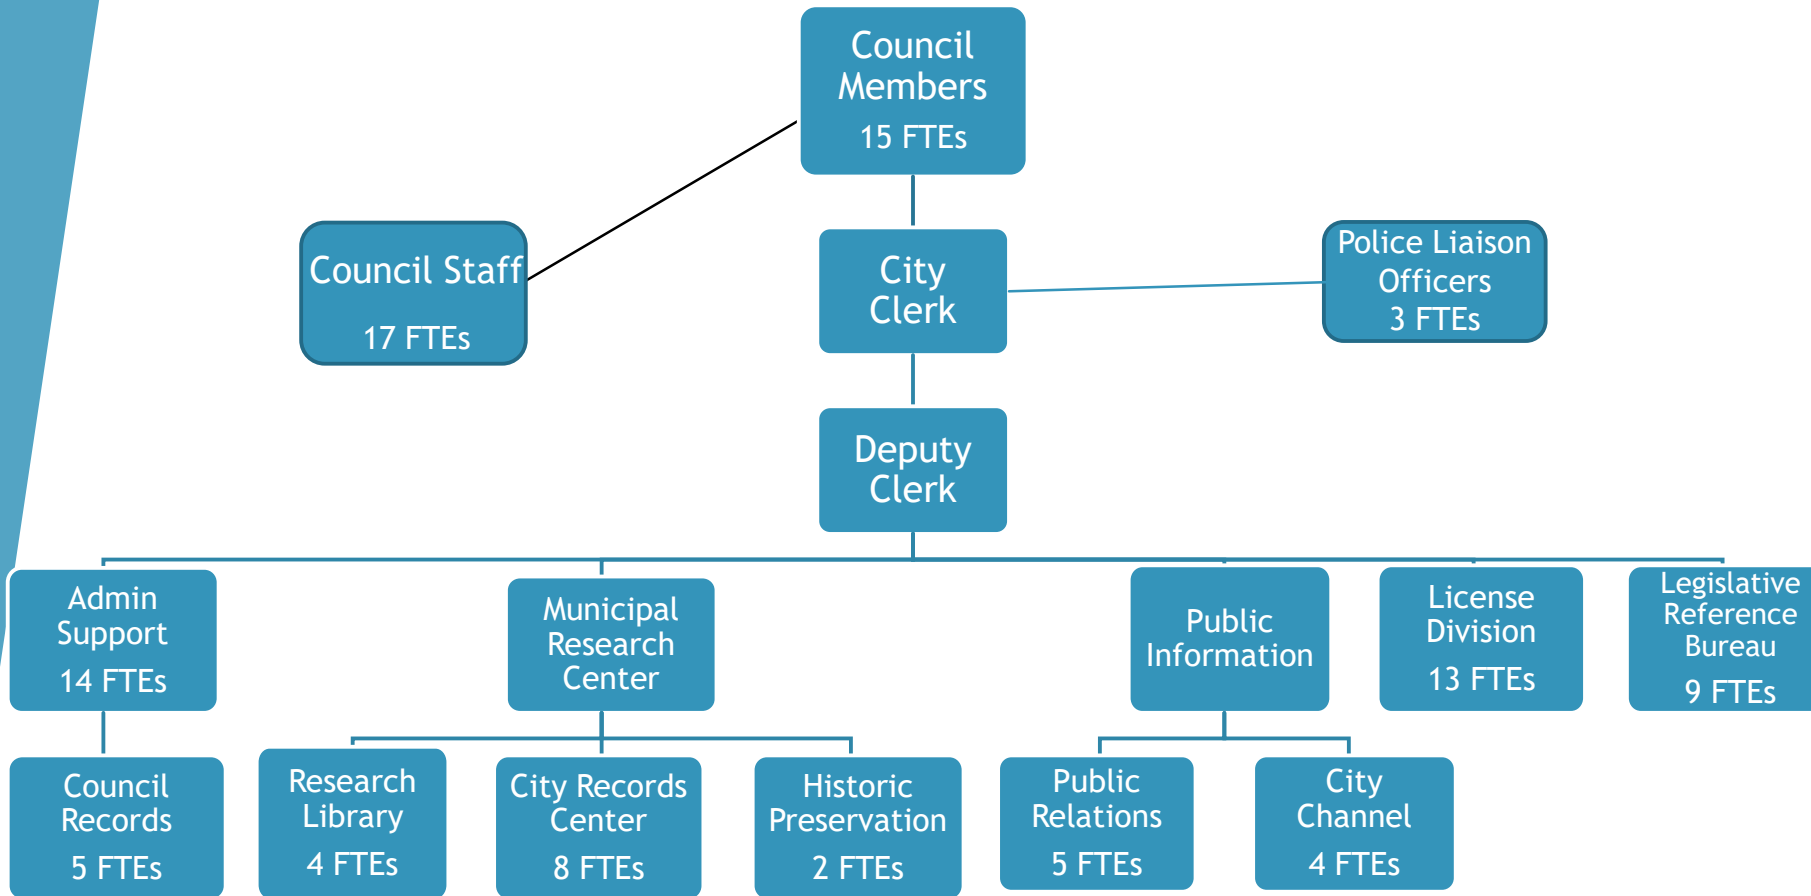 Council
Members
15 FTEs
Council Staff
17 FTEs
City
Clerk
Police Liaison
Officers
3 FTEs
Deputy
Clerk
Admin
Support
14 FTEs
Municipal
Research
Center
Public
Information
License
Division
13 FTEs
Legislative
Reference
Bureau
9 FTEs
Council
Records
5 FTEs
Research
Library
4 FTEs
City Records
Center
8 FTEs
Historic
Preservation
2 FTEs
Public
Relations
5 FTEs
City
Channel
4 FTEs